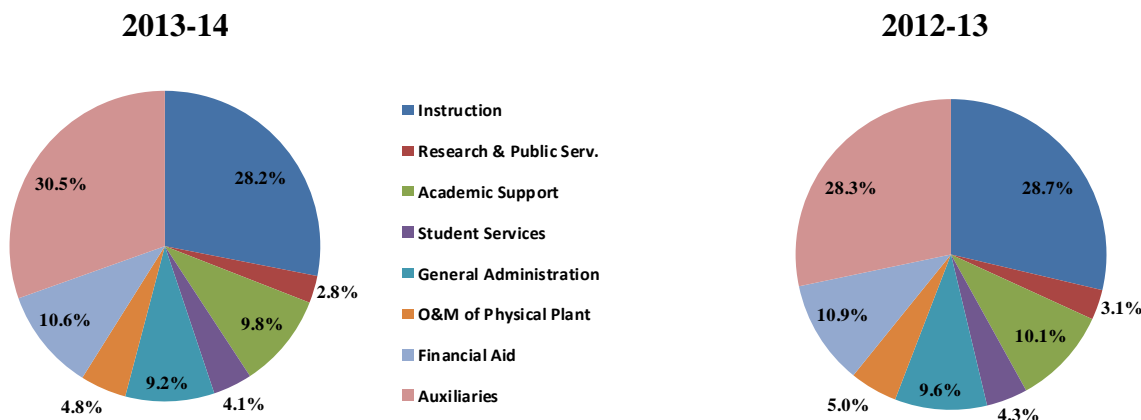 2013-14
2012-13
30.5%
28.2%
2.8%
9.8%
4.1%
9.2%
4.8%
10.6%
Instruction
Research & Public Serv.
Academic Support
Student Services
General Administration
O&M of Physical Plant
Financial Aid
Auxiliaries
28.3%
28.7%
3.1%
10.1%
4.3%
9.6%
5.0%
10.9%